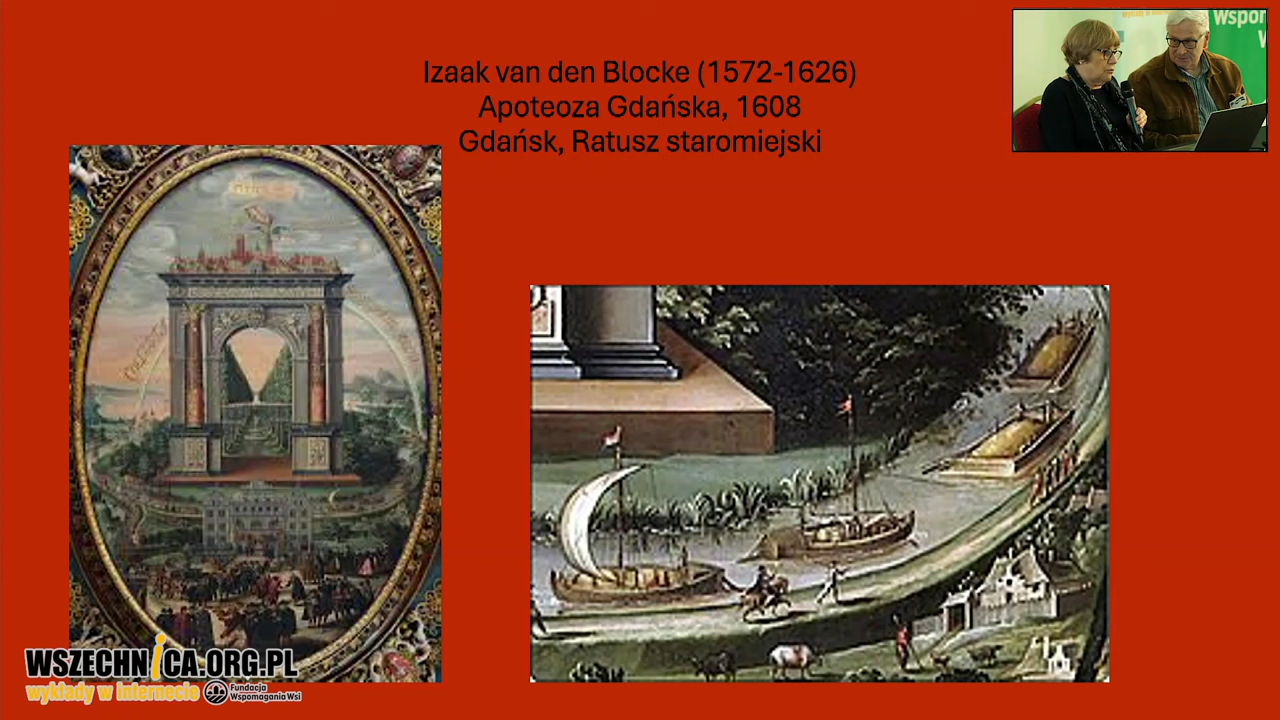 Izaak van den Blocke (1572-1626)
Apoteoza Gdańska, 1608
Gdańsk, Ratusz staromiejski
Wspor
W
WSZECHNICA.ORG.PL
wykłady w internecie
Fundacja
Wspomagania Wsi